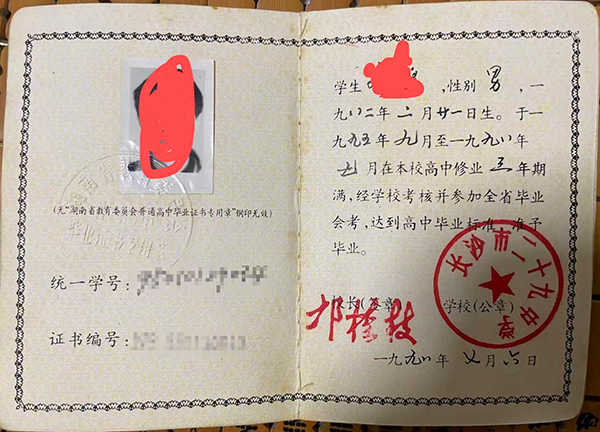 (无"湖南省教育委员会普通高中毕业证书专用章"钢印无效)
统一学号:
证书编号:
学生 ,性别 男,一
九八二年二月廿一日生。于一
九九五年九月至一九九八年
七月在本校高中修业三年期
满,经学校考核并参加全省毕业
会考,达到高中毕业标准,准予
毕业。
校长(签章) 学校(公章)
长沙市二十九中学
一九九八年七月六日